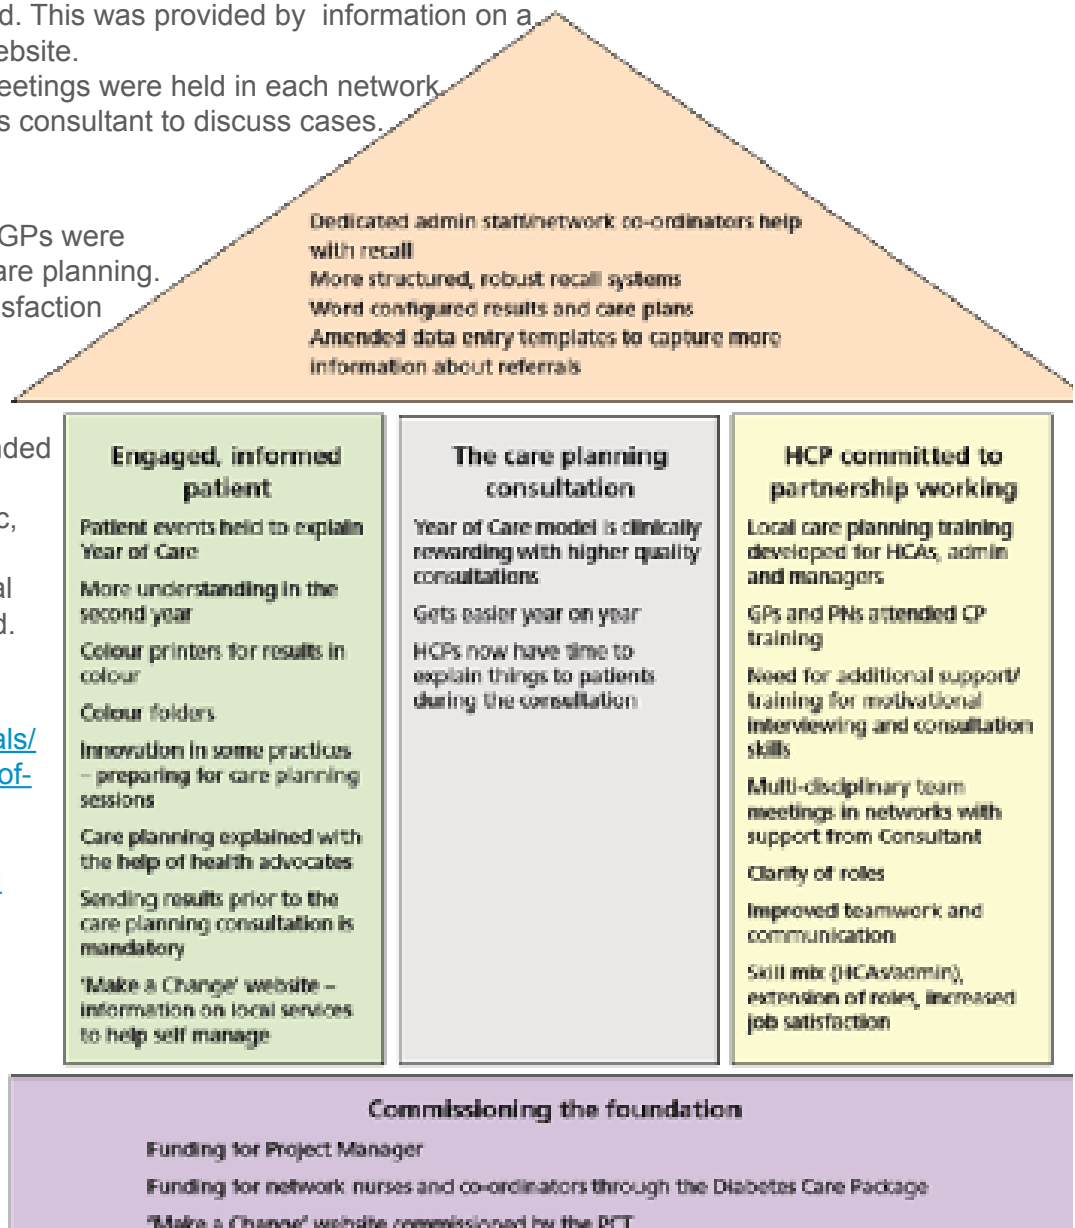 d. This was provided by information on a
ebsite.
eetings were held in each network
s consultant to discuss cases.
GPs were
are planning.
sfaction
Dedicated admin staff/network co-ordinators help
with recall
More structured, robust recall systems
Word configured results and care plans
Amended data entry templates to capture more
information about referrals
ded
c,
al
d.
als/
of-
Engaged, informed
patient
Patient events held to explain
Year of Care
More understanding in the
second year
Colour printers for results in
colour
Colour folders
Innovation in some practices
– preparing for care planning
sessions
Care planning explained with
the help of health advocates
Sending results prior to the
care planning consultation is
mandatory
'Make a Change' website –
information on local services
to help self manage
The care planning
consultation
Year of Care model is clinically
rewarding with higher quality
consultations
Gets easier year on year
HCPs now have time to
explain things to patients
during the consultation
HCP committed to
partnership working
Local care planning training
developed for HCAs, admin
and managers
GPs and PNs attended CP
training
Need for additional support/
training for motivational
interviewing and consultation
skills
Multi-disciplinary team
meetings in networks with
support from Consultant
Clarity of roles
Improved teamwork and
communication
Skill mix (HCAs/admin),
extension of roles, increased
job satisfaction
Commissioning the foundation
Funding for Project Manager
Funding for network nurses and co-ordinators through the Diabetes Care Package
'Make a Change' website commissioned by the PCT